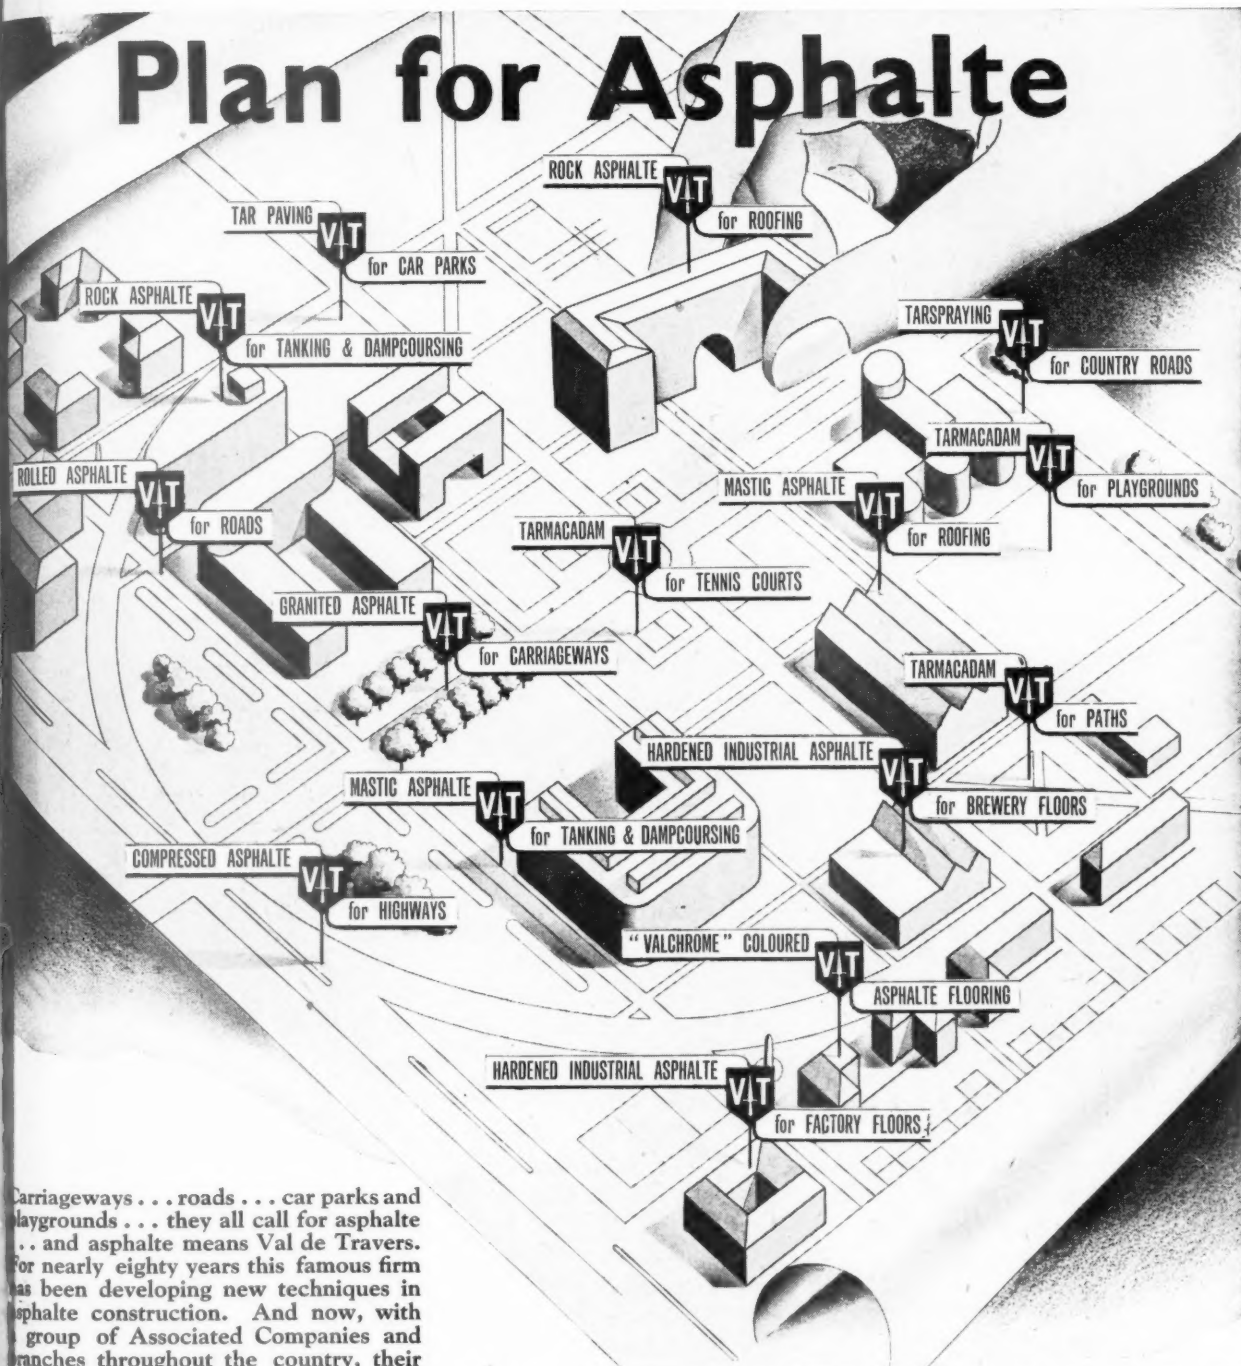 Plan for Asphalte
ROCK ASPHALTE
VT
for ROOFING
TAR PAVING
VT
for CAR PARKS
ROCK ASPHALTE
VT
for TANKING & DAMPCOURSING
TARSPRAYING
VT
for COUNTRY ROADS
TARMACADAM
VT
for PLAYGROUNDS
ROLLED ASPHALTE
VT
for ROADS
MASTIC ASPHALTE
VT
for ROOFING
TARMACADAM
VT
for TENNIS COURTS
GRANITED ASPHALTE
VT
for CARRIAGEWAYS
TARMACADAM
VT
for PATHS
HARDENED INDUSTRIAL ASPHALTE
VT
for BREWERY FLOORS
MASTIC ASPHALTE
VT
for TANKING & DAMPCOURSING
COMPRESSED ASPHALTE
VT
for HIGHWAYS
"VALCHROME" COLOURED
VT
ASPHALTE FLOORING
HARDENED INDUSTRIAL ASPHALTE
VT
for FACTORY FLOORS
Carriageways . . . roads . . . car parks and
playgrounds . . . they all call for asphalte
. . . and asphalte means Val de Travers.
For nearly eighty years this famous firm
has been developing new techniques in
asphalte construction. And now, with
a group of Associated Companies and
branches throughout the country, their